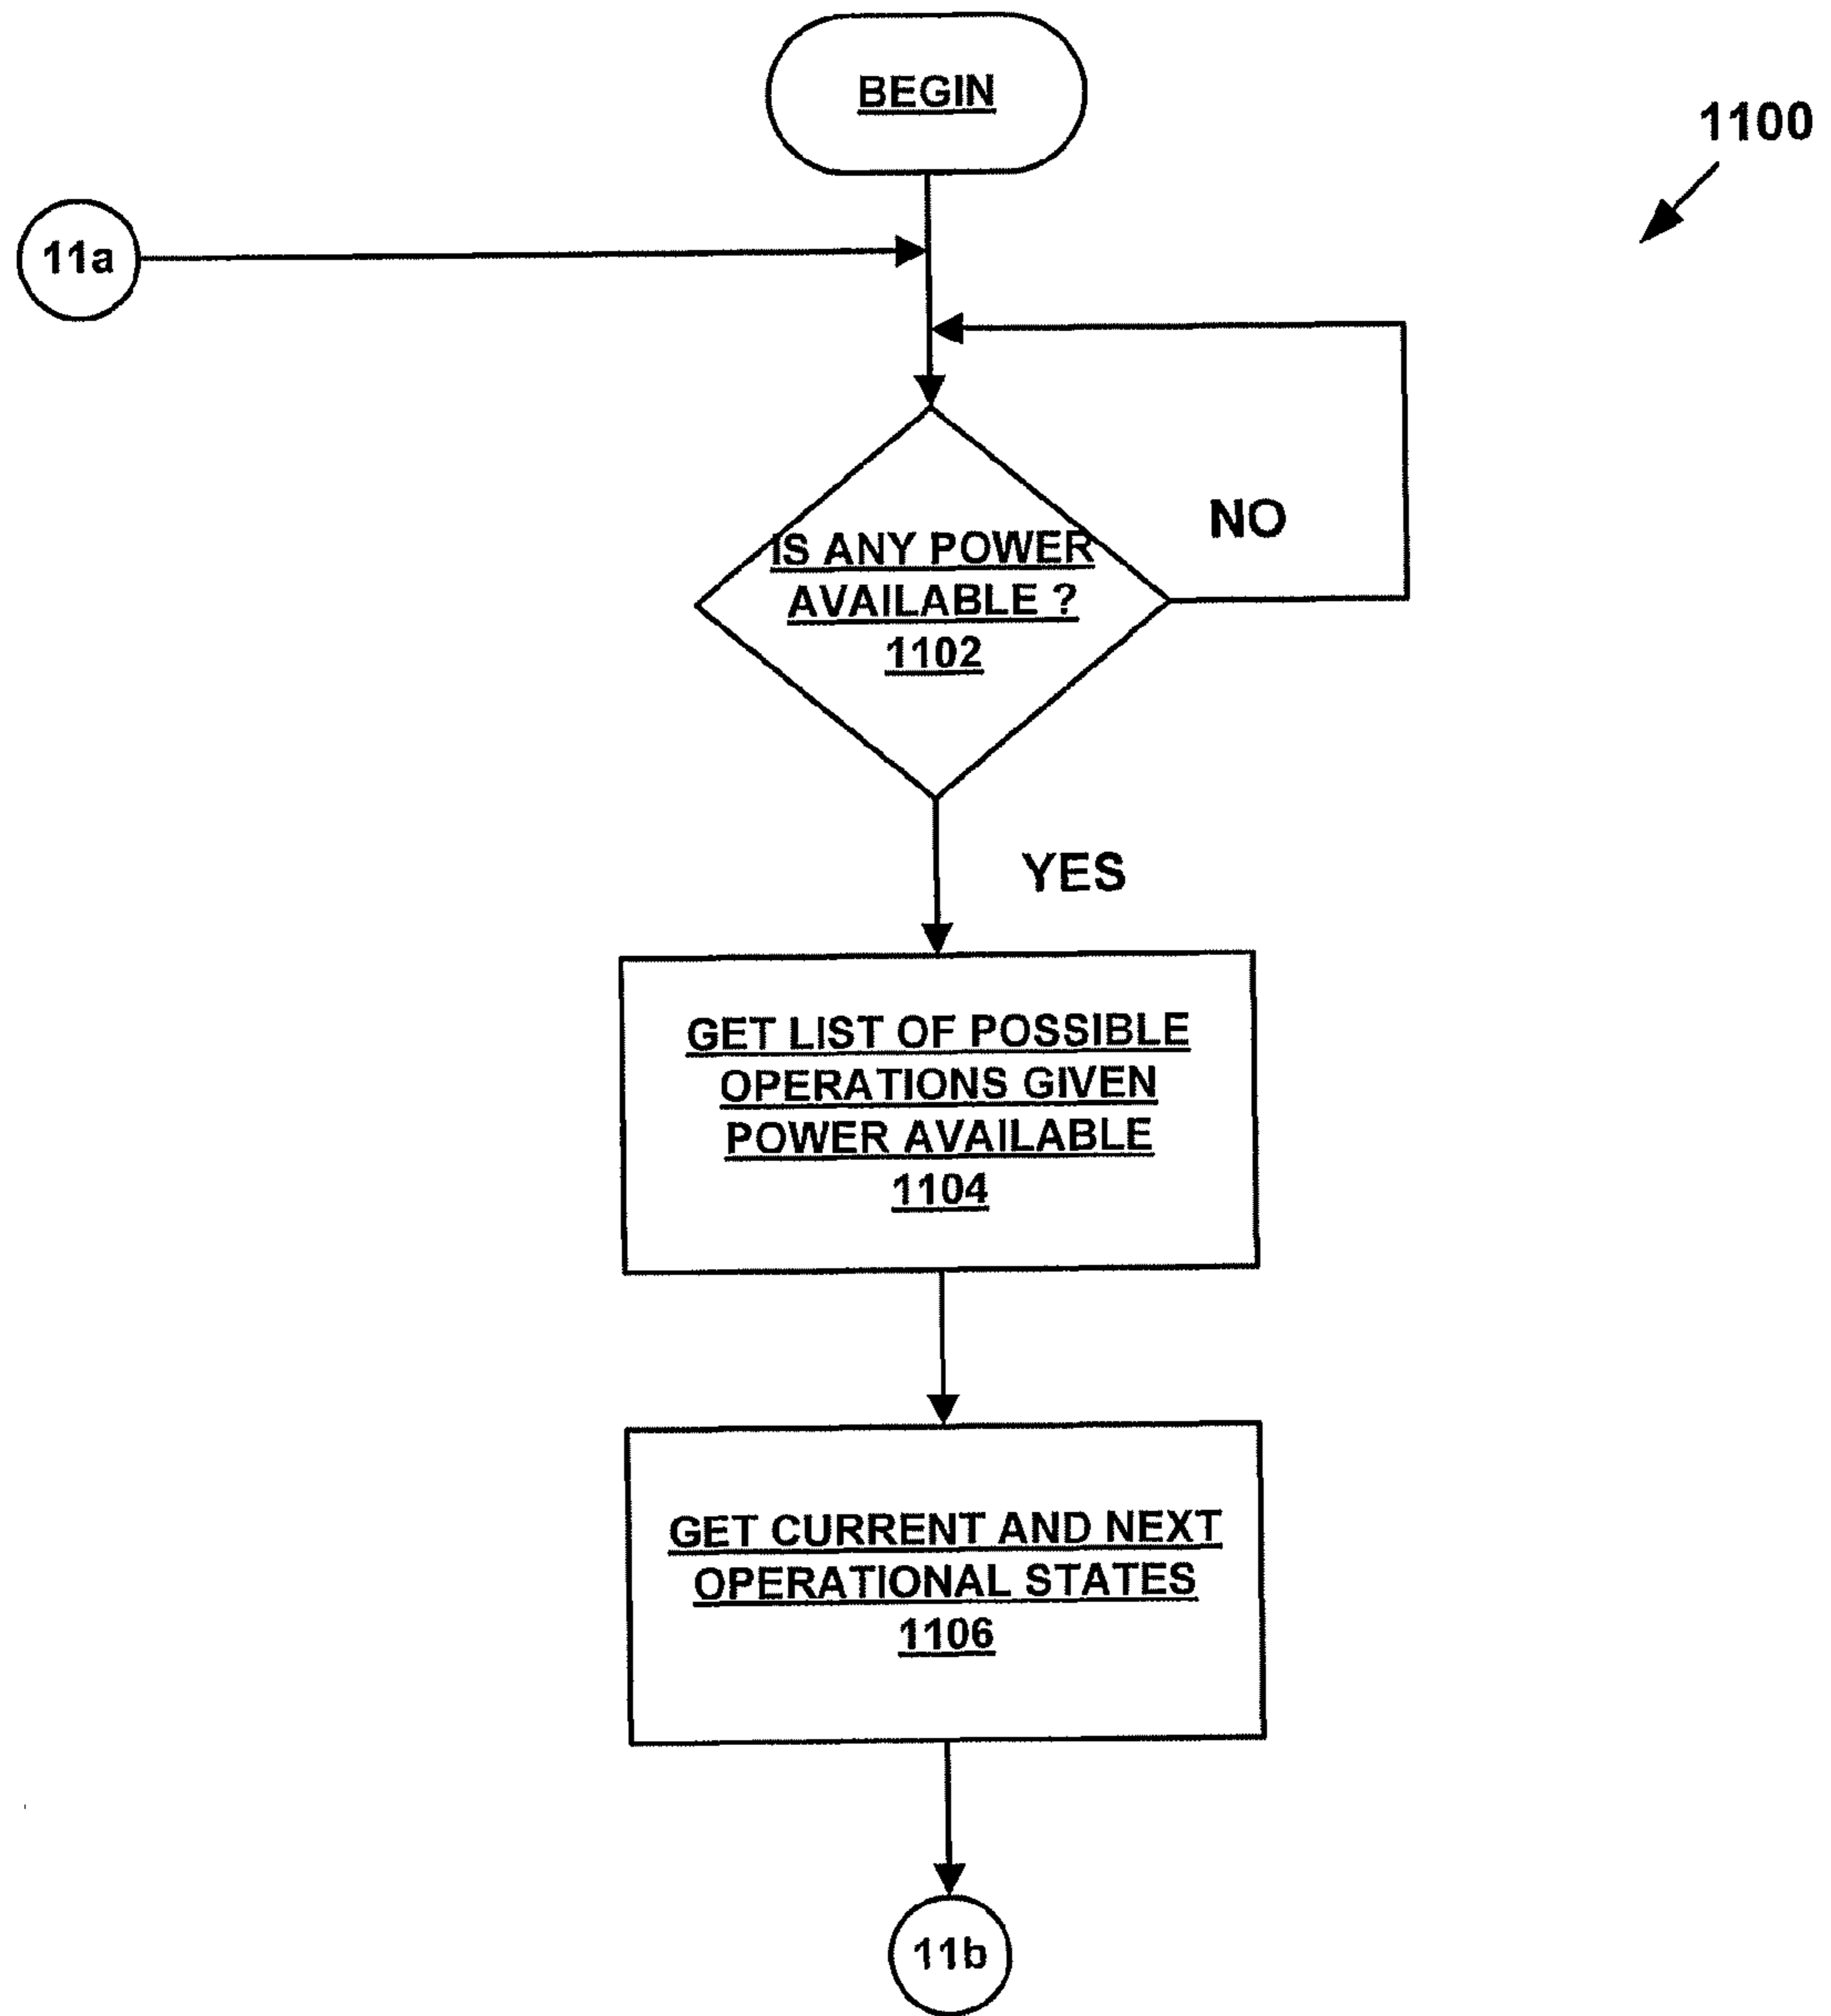 BEGIN
1100
11a
NO
IS ANY POWER
AVAILABLE ?
1102
YES
GET LIST OF POSSIBLE
OPERATIONS GIVEN
POWER AVAILABLE
1104
GET CURRENT AND NEXT
OPERATIONAL STATES
1106
11b